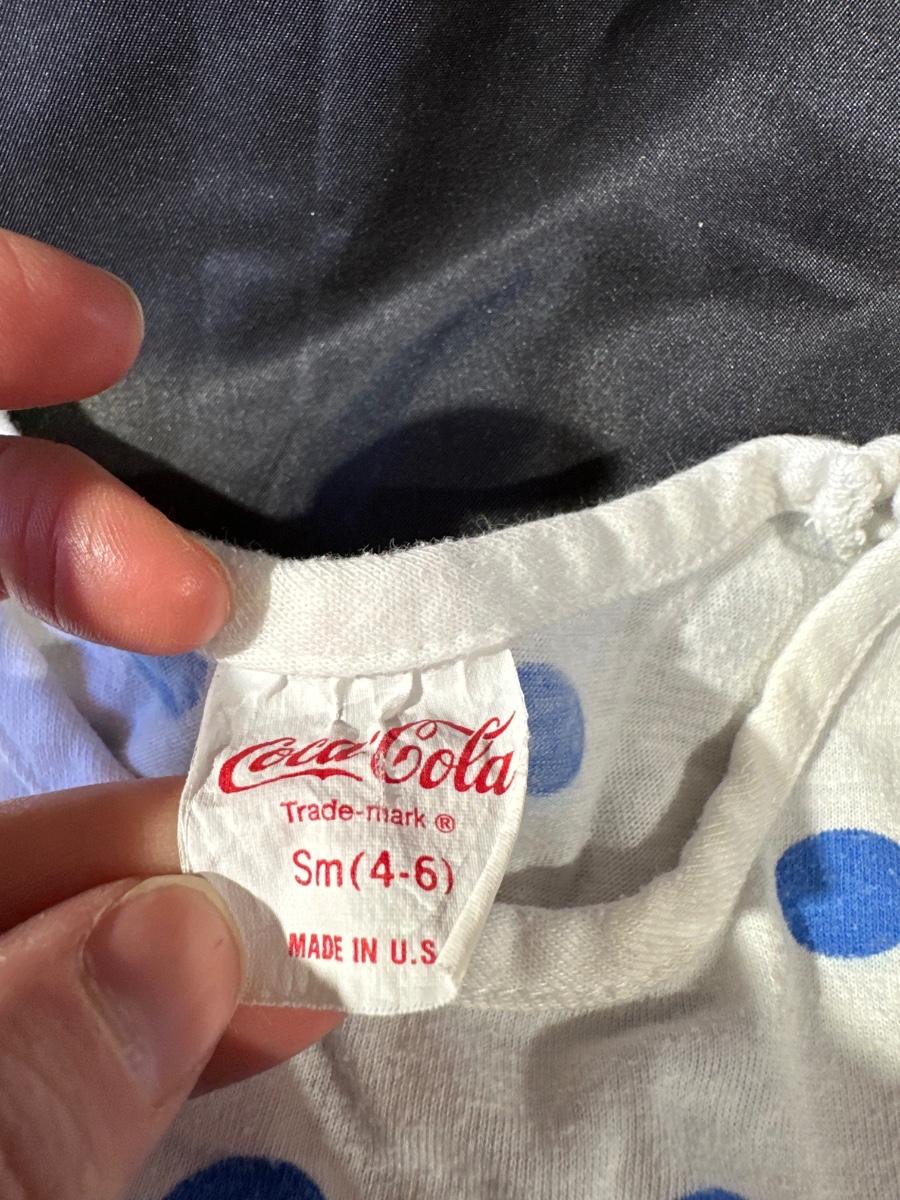 Coca-Cola
Trade-mark ®
Sm (4-6)
MADE IN U.S